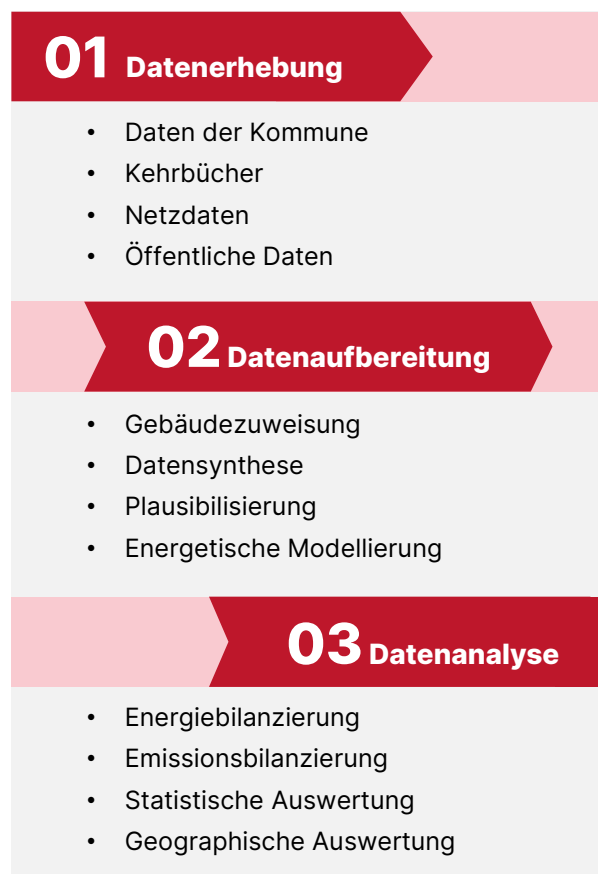 01 Datenerhebung
• Daten der Kommune
• Kehrbücher
• Netzdaten
• Öffentliche Daten
02 Datenaufbereitung
• Gebäudezuweisung
• Datensynthese
• Plausibilisierung
• Energetische Modellierung
03 Datenanalyse
• Energiebilanzierung
• Emissionsbilanzierung
• Statistische Auswertung
• Geographische Auswertung